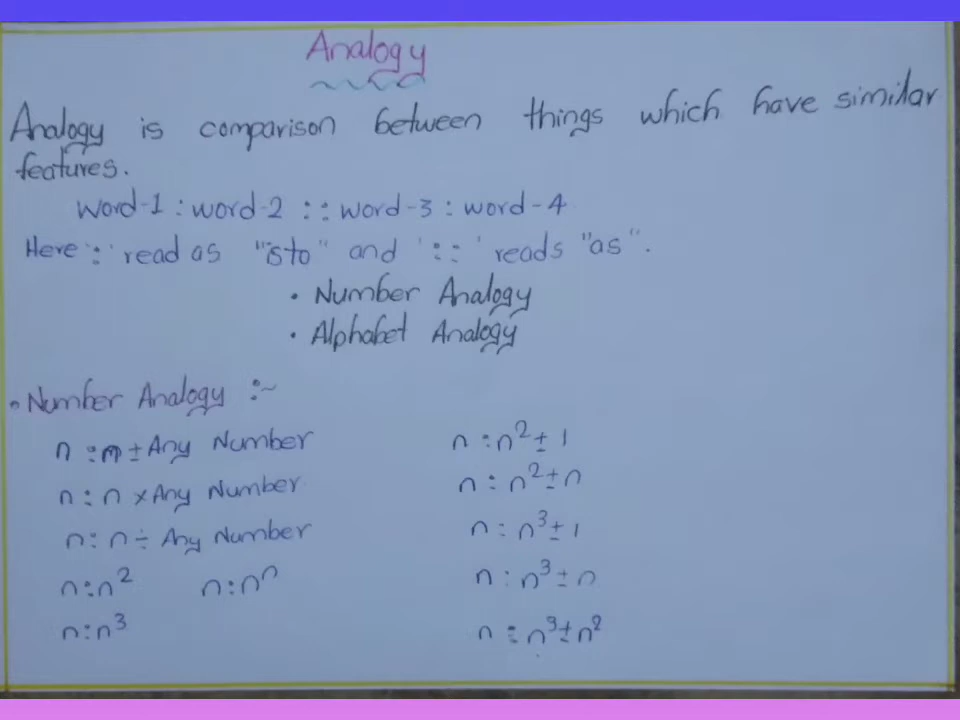 Analogy
Analogy is comparison between things which have similar
features.
word-1 : word-2 :: word-3 : word-4
Here ':' read as "isto" and '::' reads "as".
• Number Analogy
• Alphabet Analogy
• Number Analogy :~
n : n ± Any Number
n : n × Any Number
n : n ÷ Any Number
n : n² n : nⁿ
n : n³
n : n² ± 1
n : n² ± n
n : n³ ± 1
n : n³ ± n
n : n³ ± n²